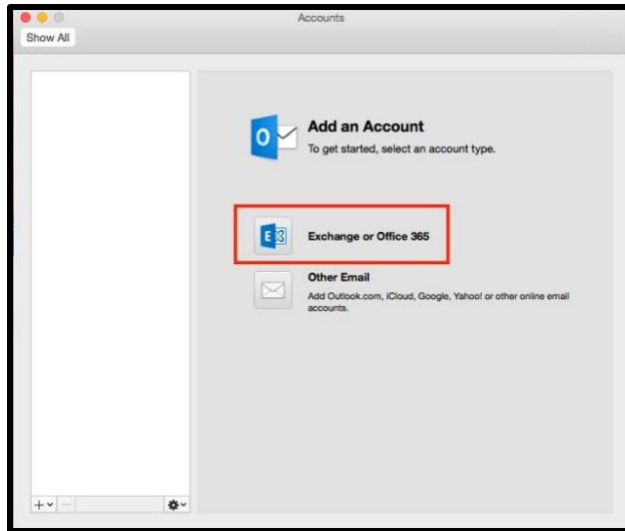 Accounts
Show All
Add an Account
To get started, select an account type.
Exchange or Office 365
Other Email
Add Outlook.com, iCloud, Google, Yahoo! or other online email
accounts.